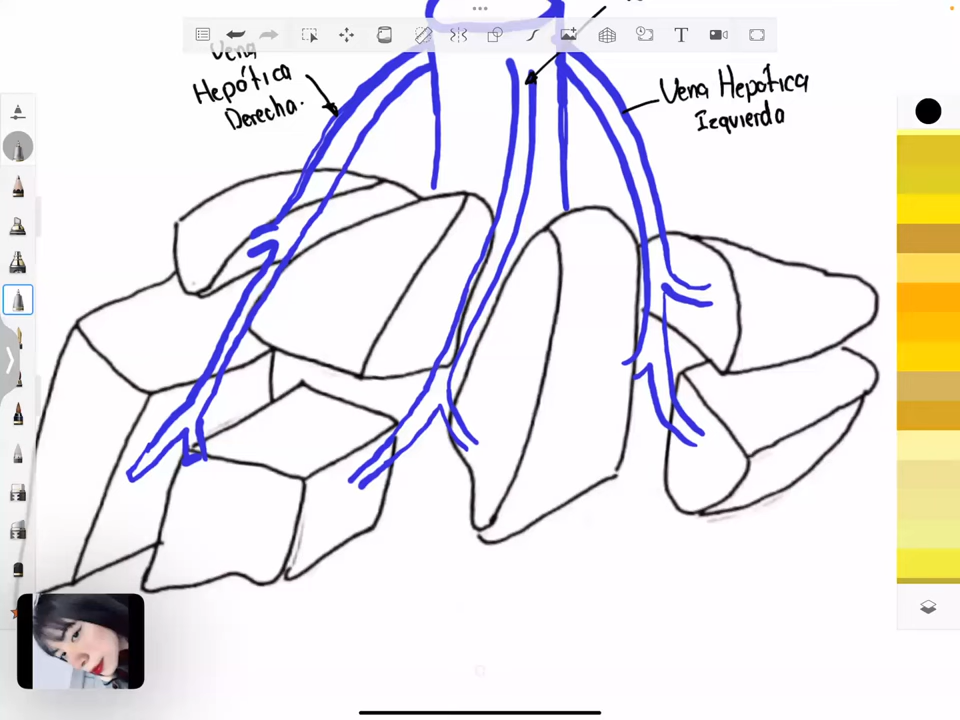 Vena
Hepótica
Derecha.
Vena Hepótica
Izquierda
T